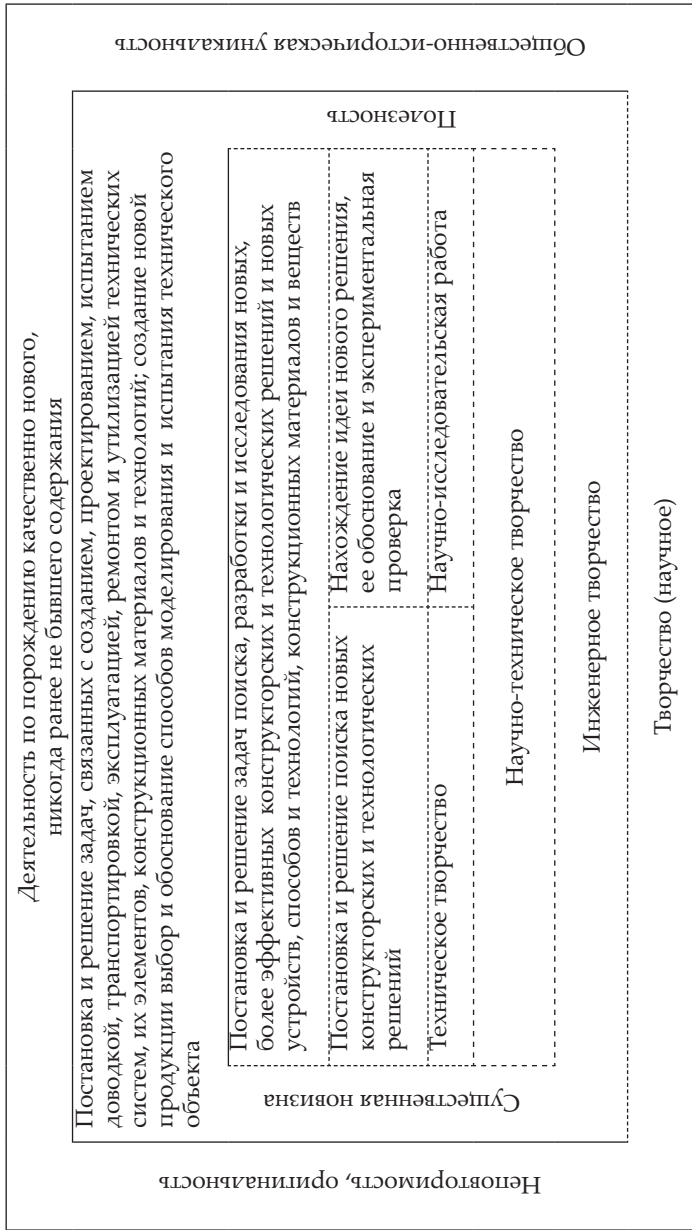 Деятельность по порождению качественно нового,
никогда ранее не бывшего содержания
Неповторимость, оригинальность
Общественно-историческая уникальность
Постановка и решение задач, связанных с созданием, проектированием, испытанием
доводкой, транспортировкой, эксплуатацией, ремонтом и утилизацией технических
систем, их элементов, конструкционных материалов и технологий; создание новой
продукции выбор и обоснование способов моделирования и испытания технического
объекта
Существенная новизна
Полезность
Постановка и решение задач поиска, разработки и исследования новых,
более эффективных конструкторских и технологических решений и новых
устройств, способов и технологий, конструкционных материалов и веществ
Постановка и решение поиска новых
конструкторских и технологических
решений
Нахождение идеи нового решения,
ее обоснование и экспериментальная
проверка
Техническое творчество
Научно-исследовательская работа
Научно-техническое творчество
Инженерное творчество
Творчество (научное)